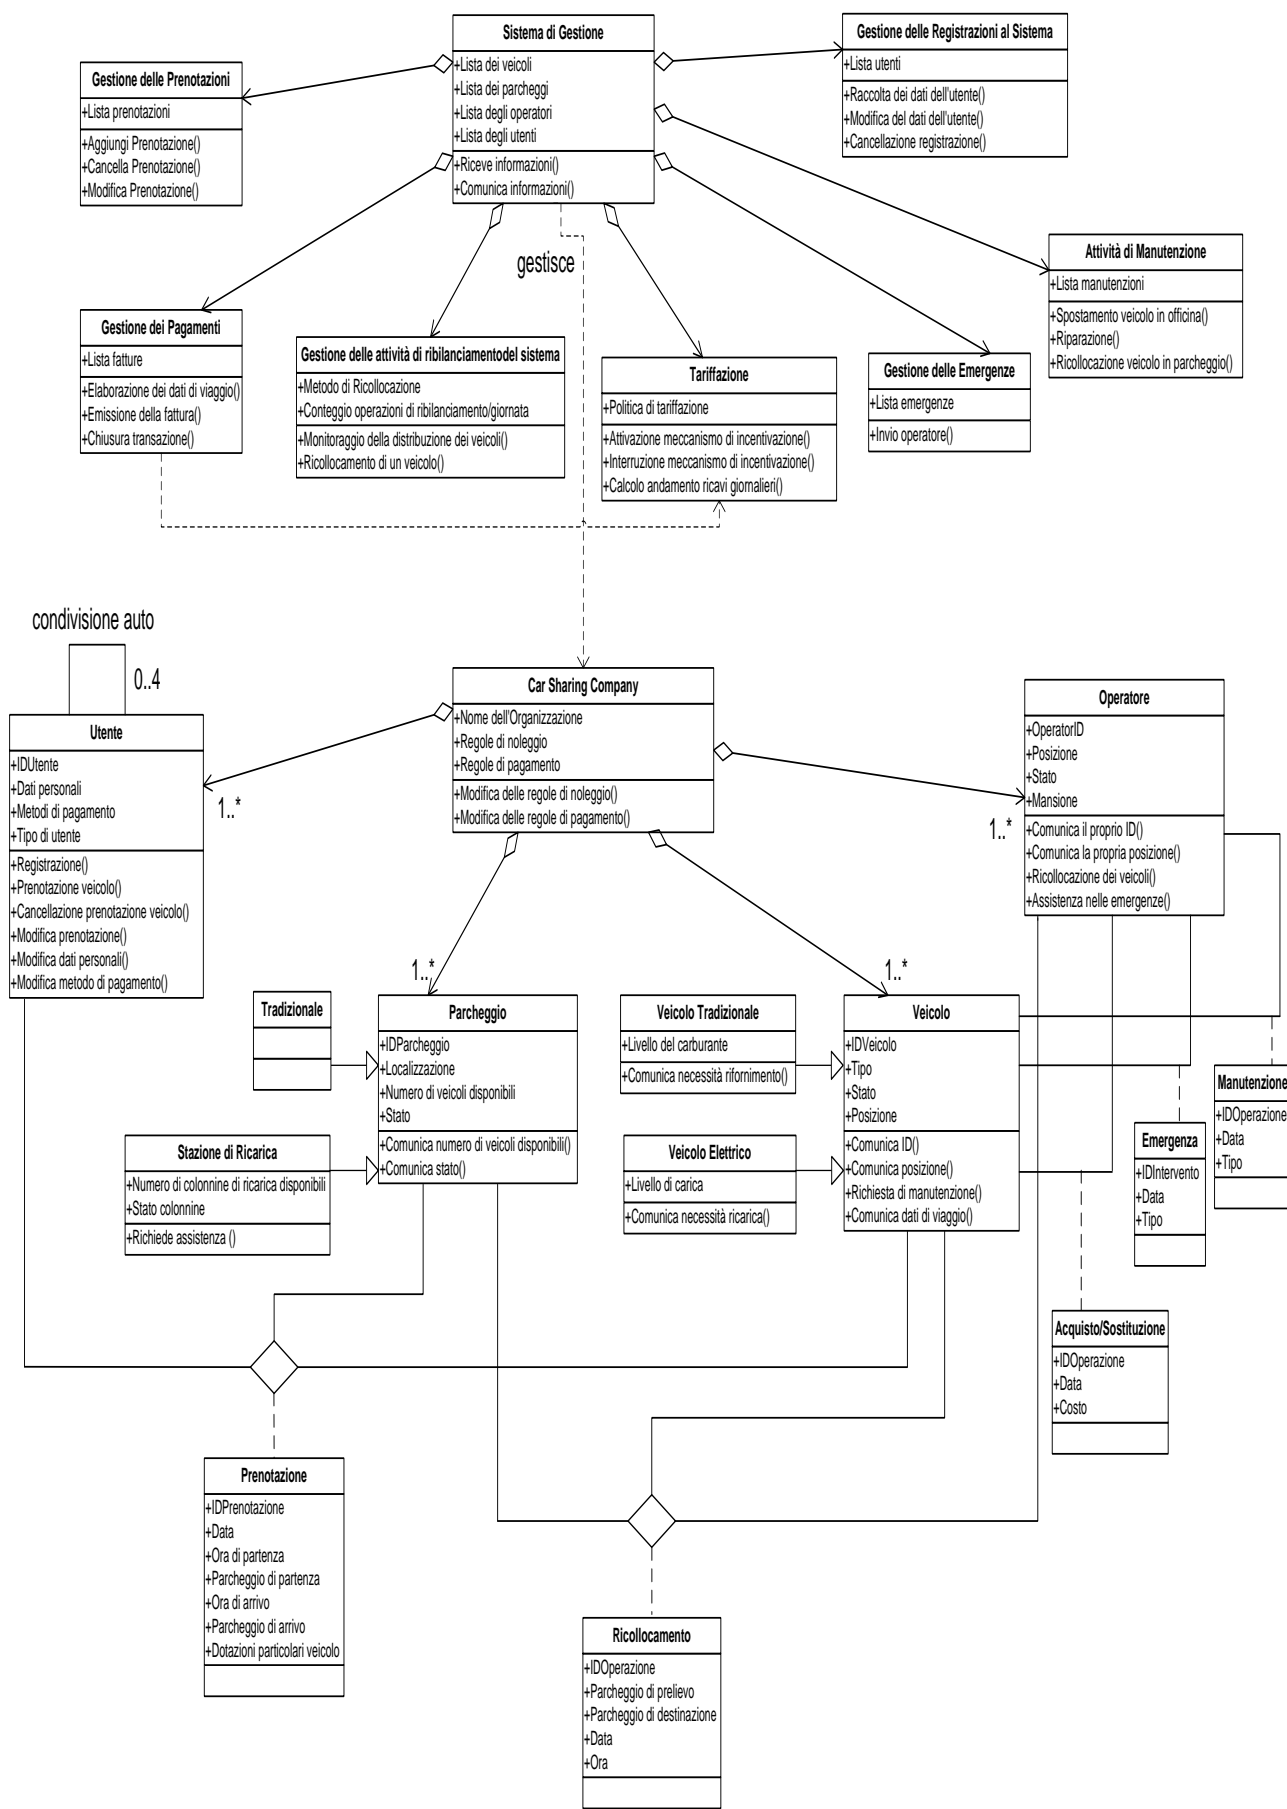 Sistema di Gestione
+Lista dei veicoli
+Lista dei parcheggi
+Lista degli operatori
+Lista degli utenti
+Riceve informazioni()
+Comunica informazioni()
Gestione delle Registrazioni al Sistema
+Lista utenti
+Raccolta dei dati dell'utente()
+Modifica del dati dell'utente()
+Cancellazione registrazione()
Gestione delle Prenotazioni
+Lista prenotazioni
+Aggiungi Prenotazione()
+Cancella Prenotazione()
+Modifica Prenotazione()
gestisce
Attività di Manutenzione
+Lista manutenzioni
+Spostamento veicolo in officina()
+Riparazione()
+Ricollocazione veicolo in parcheggio()
Gestione dei Pagamenti
+Lista fatture
+Elaborazione dei dati di viaggio()
+Emissione della fattura()
+Chiusura transazione()
Gestione delle attività di ribilanciamentodel sistema
+Metodo di Ricollocazione
+Conteggio operazioni di ribilanciamento/giornata
+Monitoraggio della distribuzione dei veicoli()
+Ricollocamento di un veicolo()
Tariffazione
+Politica di tariffazione
+Attivazione meccanismo di incentivazione()
+Interruzione meccanismo di incentivazione()
+Calcolo andamento ricavi giornalieri()
Gestione delle Emergenze
+Lista emergenze
+Invio operatore()
condivisione auto
0..4
Utente
+IDUtente
+Dati personali
+Metodi di pagamento
+Tipo di utente
+Registrazione()
+Prenotazione veicolo()
+Cancellazione prenotazione veicolo()
+Modifica prenotazione()
+Modifica dati personali()
+Modifica metodo di pagamento()
1..*
Car Sharing Company
+Nome dell'Organizzazione
+Regole di noleggio
+Regole di pagamento
+Modifica delle regole di noleggio()
+Modifica delle regole di pagamento()
1..*
Operatore
+OperatorID
+Posizione
+Stato
+Mansione
+Comunica il proprio ID()
+Comunica la propria posizione()
+Ricollocazione dei veicoli()
+Assistenza nelle emergenze()
1..*
1..*
Tradizionale
Parcheggio
+IDParcheggio
+Localizzazione
+Numero di veicoli disponibili
+Stato
+Comunica numero di veicoli disponibili()
+Comunica stato()
Veicolo Tradizionale
+Livello del carburante
+Comunica necessità rifornimento()
Veicolo
+IDVeicolo
+Tipo
+Stato
+Posizione
+Comunica ID()
+Comunica posizione()
+Richiesta di manutenzione()
+Comunica dati di viaggio()
Stazione di Ricarica
+Numero di colonnine di ricarica disponibili
+Stato colonnine
+Richiede assistenza ()
Veicolo Elettrico
+Livello di carica
+Comunica necessità ricarica()
Manutenzione
+IDOperazione
+Data
+Tipo
Emergenza
+IDIntervento
+Data
+Tipo
Acquisto/Sostituzione
+IDOperazione
+Data
+Costo
Prenotazione
+IDPrenotazione
+Data
+Ora di partenza
+Parcheggio di partenza
+Ora di arrivo
+Parcheggio di arrivo
+Dotazioni particolari veicolo
Ricollocamento
+IDOperazione
+Parcheggio di prelievo
+Parcheggio di destinazione
+Data
+Ora